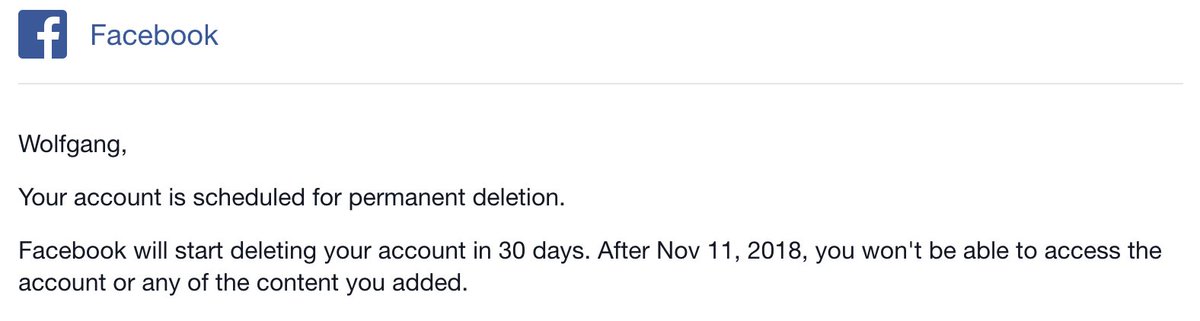 Facebook
Wolfgang,
Your account is scheduled for permanent deletion.
Facebook will start deleting your account in 30 days. After Nov 11, 2018, you won't be able to access the
account or any of the content you added.